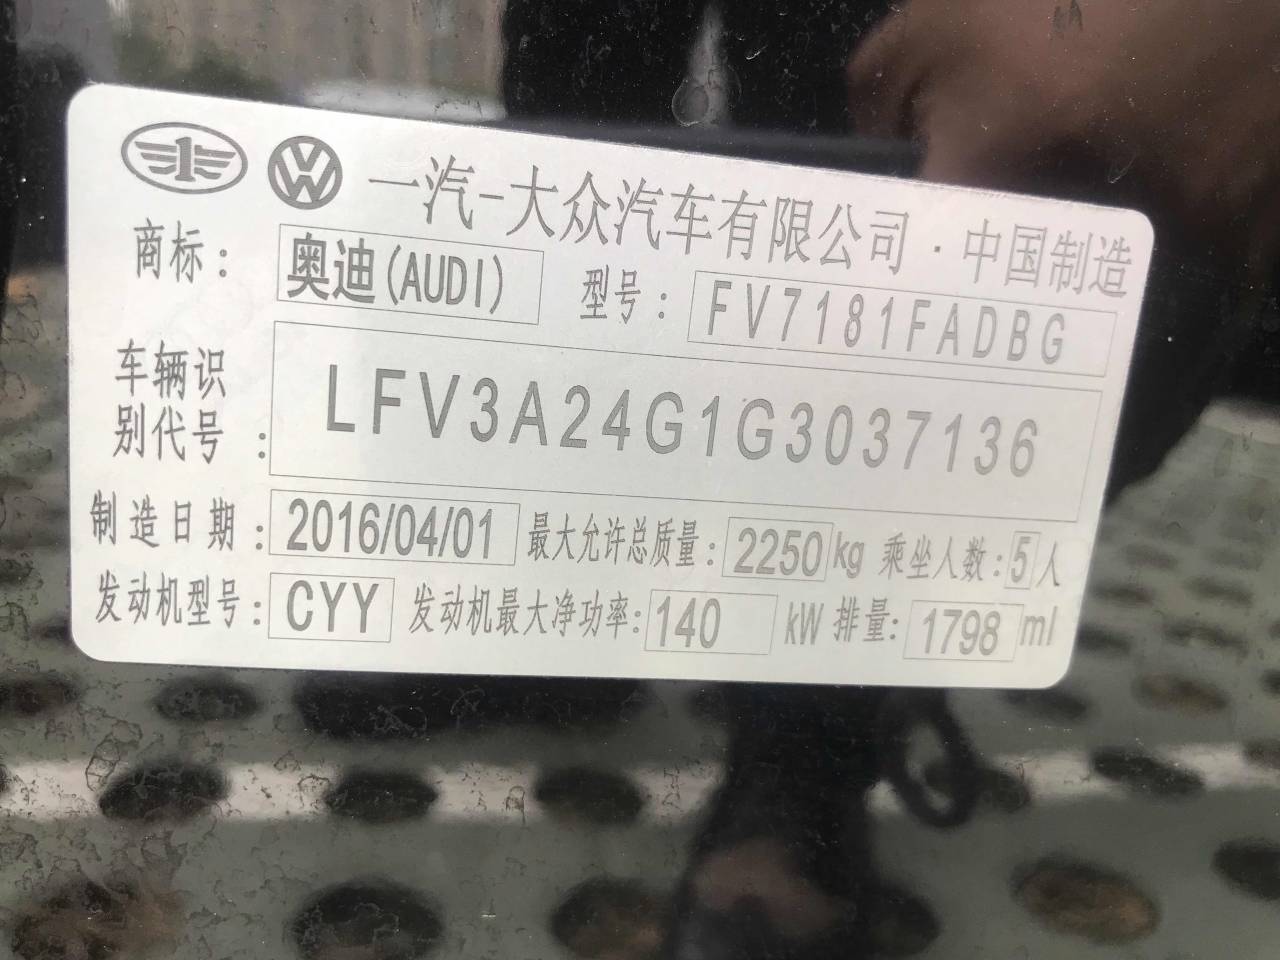 一汽-大众汽车有限公司·中国制造
商标： 奥迪(AUDI) 型号： FV7181FADBG
车辆识
别代号： LFV3A24G1G3037136
制造日期： 2016/04/01 最大允许总质量： 2250 kg 乘坐人数： 5 人
发动机型号： CYY 发动机最大净功率: 140 kW 排量: 1798 ml